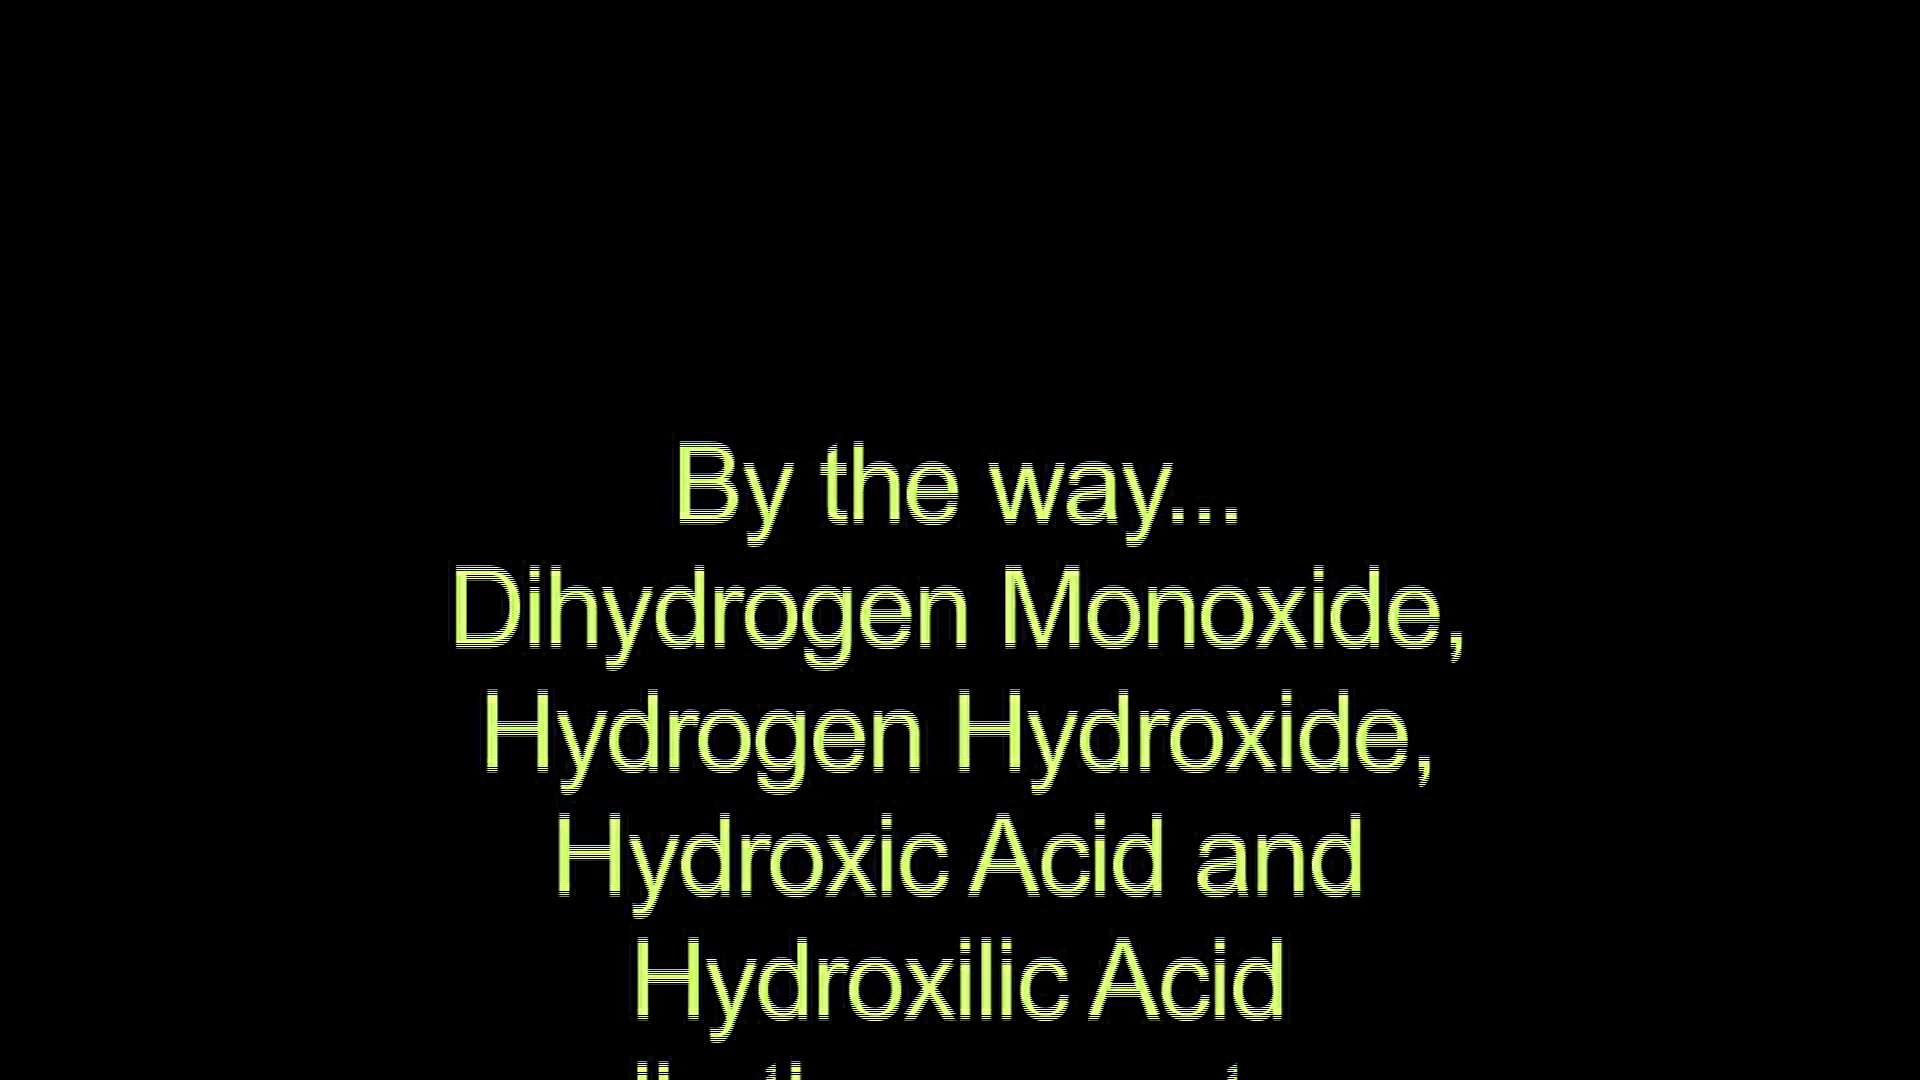 By the way...
Dihydrogen Monoxide,
Hydrogen Hydroxide,
Hydroxic Acid and
Hydroxilic Acid